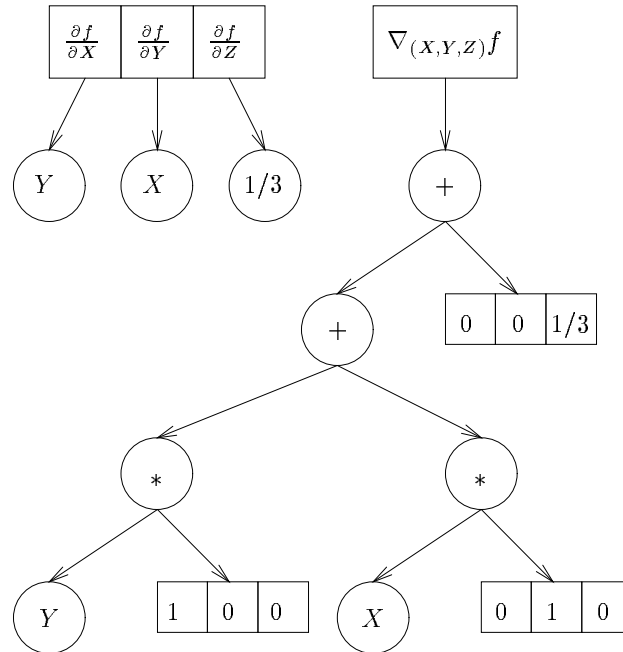 ∂f/∂X ∂f/∂Y ∂f/∂Z ∇(X,Y,Z)f
Y X 1/3 +
+ 0 0 1/3
* *
Y 1 0 0 X 0 1 0